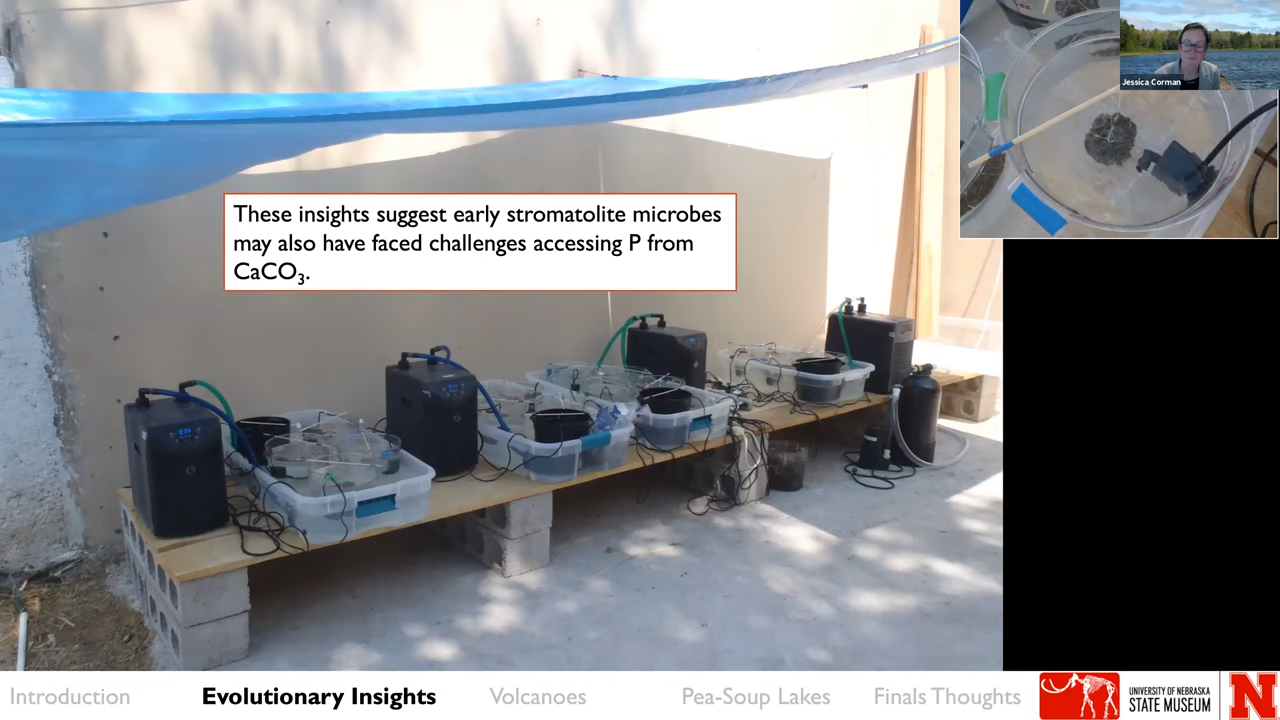 Jessica Corman
These insights suggest early stromatolite microbes
may also have faced challenges accessing P from
CaCO₃.
Introduction
Evolutionary Insights
Volcanoes
Pea-Soup Lakes
Finals Thoughts
UNIVERSITY OF NEBRASKA
STATE MUSEUM
N